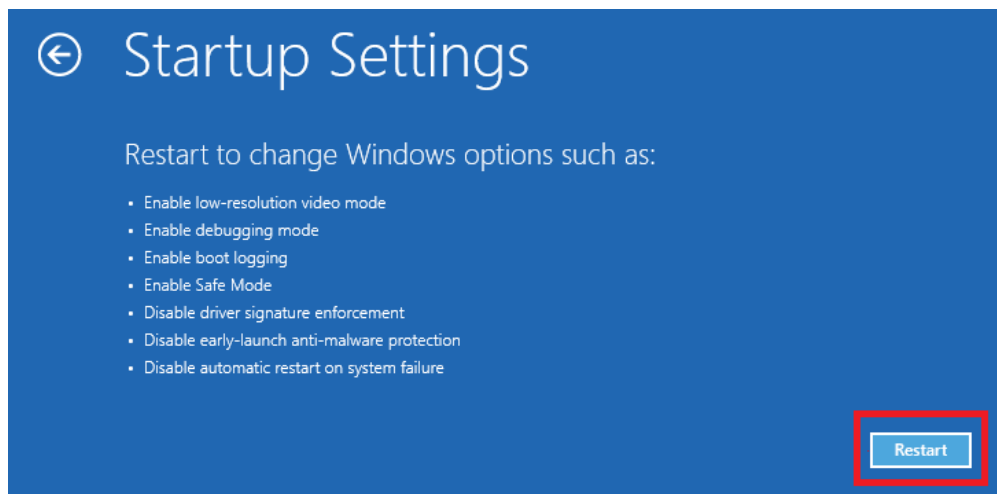 Startup Settings
Restart to change Windows options such as:
• Enable low-resolution video mode
• Enable debugging mode
• Enable boot logging
• Enable Safe Mode
• Disable driver signature enforcement
• Disable early-launch anti-malware protection
• Disable automatic restart on system failure
Restart